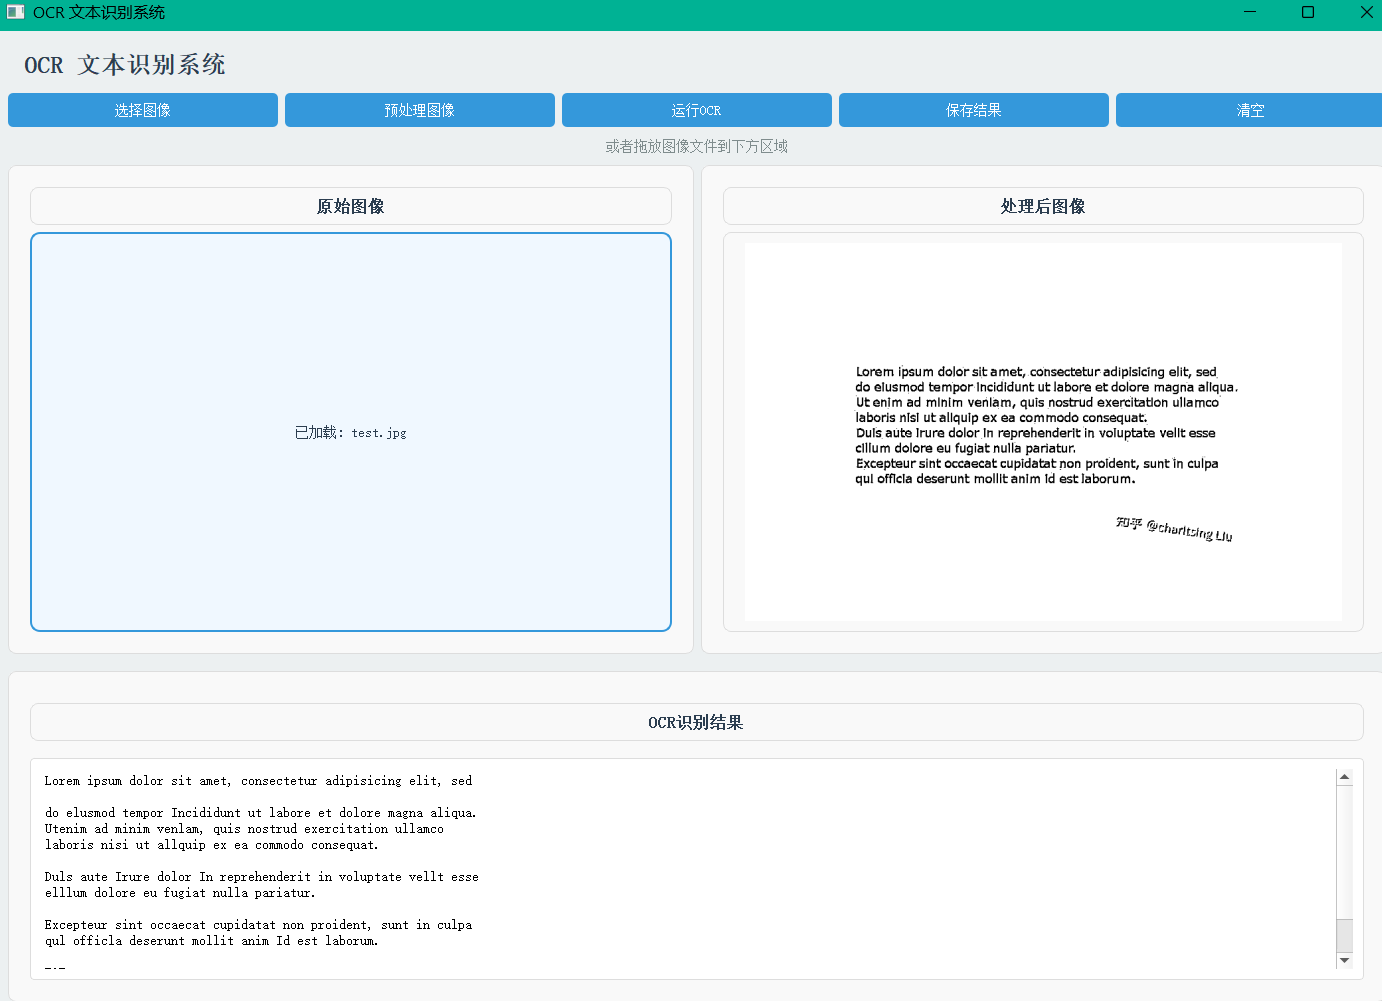 OCR 文本识别系统
OCR 文本识别系统
选择图像
预处理图像
运行OCR
保存结果
清空
或者拖放图像文件到下方区域
原始图像
已加载: test.jpg
处理后图像
Lorem ipsum dolor sit amet, consectetur adipisicing elit, sed
do eiusmod tempor incididunt ut labore et dolore magna aliqua.
Ut enim ad minim veniam, quis nostrud exercitation ullamco
laboris nisi ut aliquip ex ea commodo consequat.
Duis aute irure dolor in reprehenderit in voluptate velit esse
cillum dolore eu fugiat nulla pariatur.
Excepteur sint occaecat cupidatat non proident, sunt in culpa
qui officia deserunt mollit anim id est laborum.
知乎 @charltsing Liu
OCR识别结果
Lorem ipsum dolor sit amet, consectetur adipisicing elit, sed
do elusmod tempor Incididunt ut labore et dolore magna aliqua.
Utenim ad minim venlam, quis nostrud exercitation ullamco
laboris nisi ut allquip ex ea commodo consequat.
Duls aute Irure dolor In reprehenderit in voluptate vellt esse
elllum dolore eu fugiat nulla pariatur.
Excepteur sint occaecat cupidatat non proident, sunt in culpa
qul officla deserunt mollit anim Id est laborum.